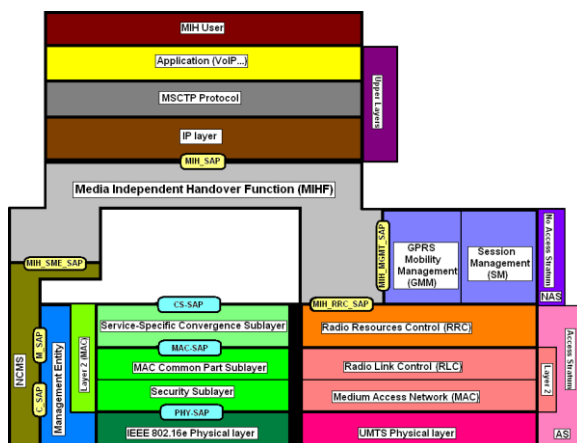 MIH User
Application (VoIP...)
MSCTP Protocol
IP layer
Upper Layers
MIH_SAP
Media Independent Handover Function (MIHF)
MIH_SME_SAP
MIH_MGMT_SAP
GPRS
Mobility
Management
(GMM)
Session
Management
(SM)
No Access Stratum
NAS
CS-SAP
MIH_RRC_SAP
Service-Specific Convergence Sublayer
Radio Resources Control (RRC)
NCMS
M_SAP
C_SAP
Management Entity
Layer 2 (MAC)
MAC-SAP
MAC Common Part Sublayer
Radio Link Control (RLC)
Security Sublayer
Medium Access Network (MAC)
Layer 2
Access Stratum
PHY-SAP
IEEE 802.16e Physical layer
UMTS Physical layer
AS